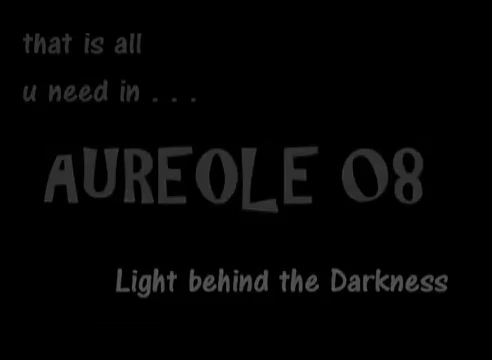 that is all
u need in . . .
AUREOLE 08
Light behind the Darkness